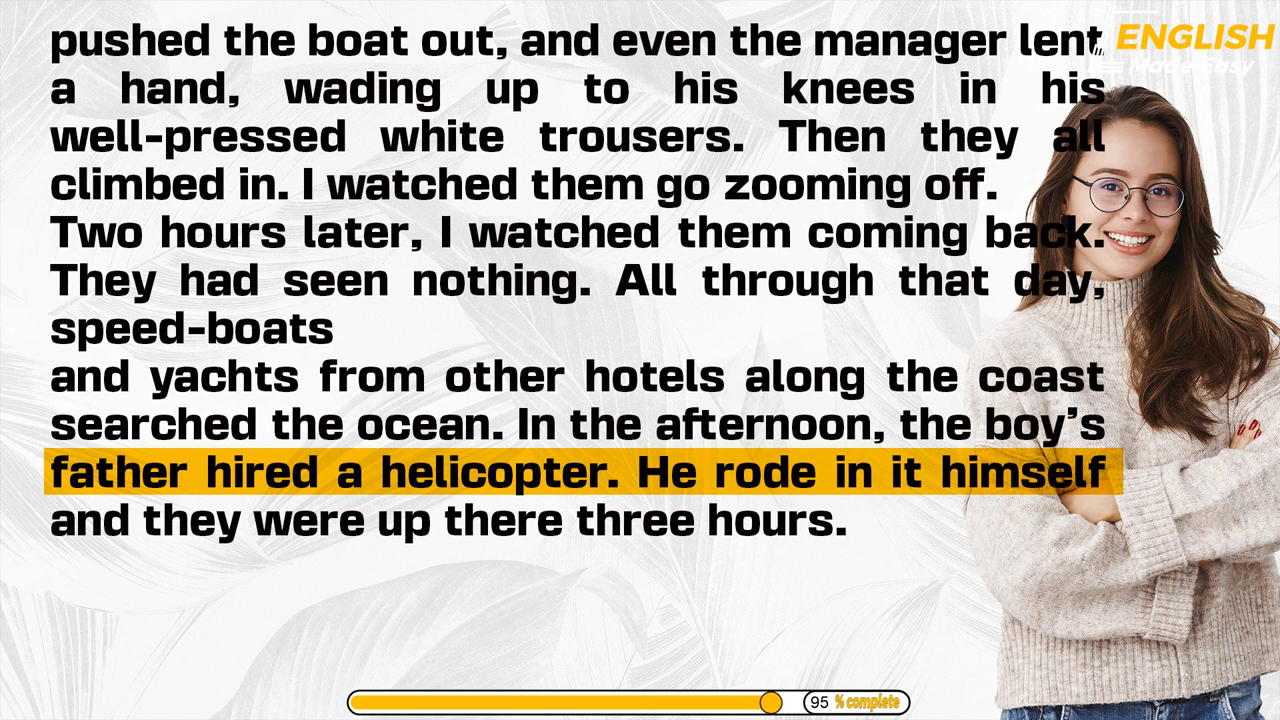 pushed the boat out, and even the manager lent
a hand, wading up to his knees in his
well-pressed white trousers. Then they all
climbed in. I watched them go zooming off.
Two hours later, I watched them coming back.
They had seen nothing. All through that day,
speed-boats
and yachts from other hotels along the coast
searched the ocean. In the afternoon, the boy’s
father hired a helicopter. He rode in it himself
and they were up there three hours.
ENGLISH
Made Easy
95 % complete